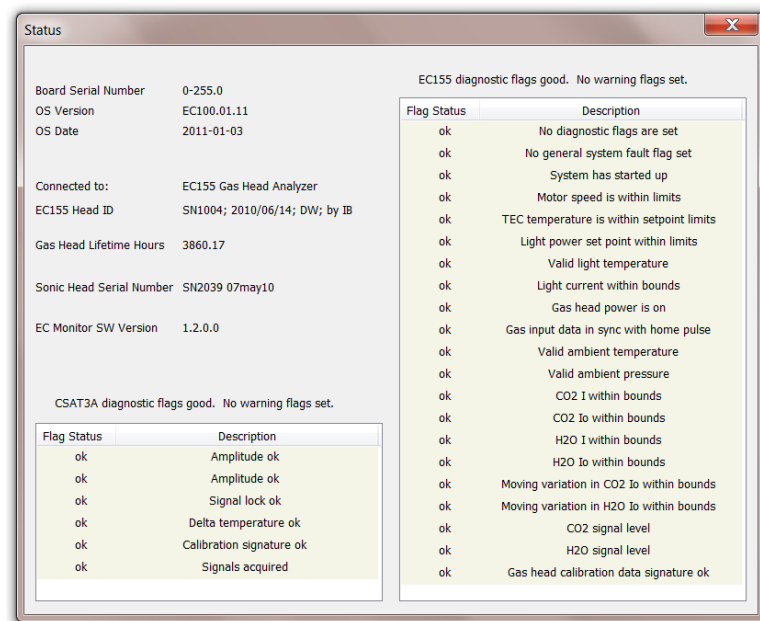 Status
Board Serial Number 0-255.0
OS Version EC100.01.11
OS Date 2011-01-03
Connected to: EC155 Gas Head Analyzer
EC155 Head ID SN1004; 2010/06/14; DW; by IB
Gas Head Lifetime Hours 3860.17
Sonic Head Serial Number SN2039 07may10
EC Monitor SW Version 1.2.0.0
CSAT3A diagnostic flags good. No warning flags set.
Flag Status Description
ok Amplitude ok
ok Amplitude ok
ok Signal lock ok
ok Delta temperature ok
ok Calibration signature ok
ok Signals acquired
EC155 diagnostic flags good. No warning flags set.
Flag Status Description
ok No diagnostic flags are set
ok No general system fault flag set
ok System has started up
ok Motor speed is within limits
ok TEC temperature is within setpoint limits
ok Light power set point within limits
ok Valid light temperature
ok Light current within bounds
ok Gas head power is on
ok Gas input data in sync with home pulse
ok Valid ambient temperature
ok Valid ambient pressure
ok CO2 I within bounds
ok CO2 Io within bounds
ok H2O I within bounds
ok H2O Io within bounds
ok Moving variation in CO2 Io within bounds
ok Moving variation in H2O Io within bounds
ok CO2 signal level
ok H2O signal level
ok Gas head calibration data signature ok